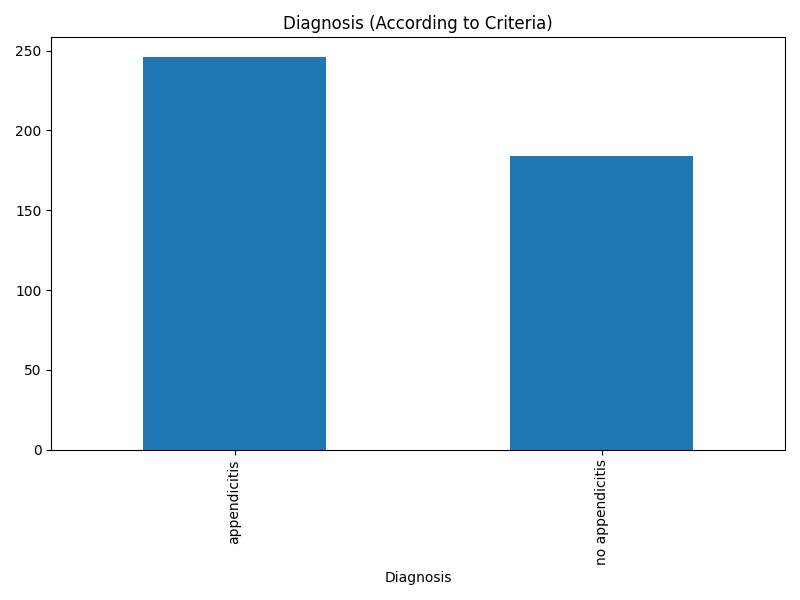 Diagnosis (According to Criteria)
250
200
150
100
50
0
appendicitis
no appendicitis
Diagnosis